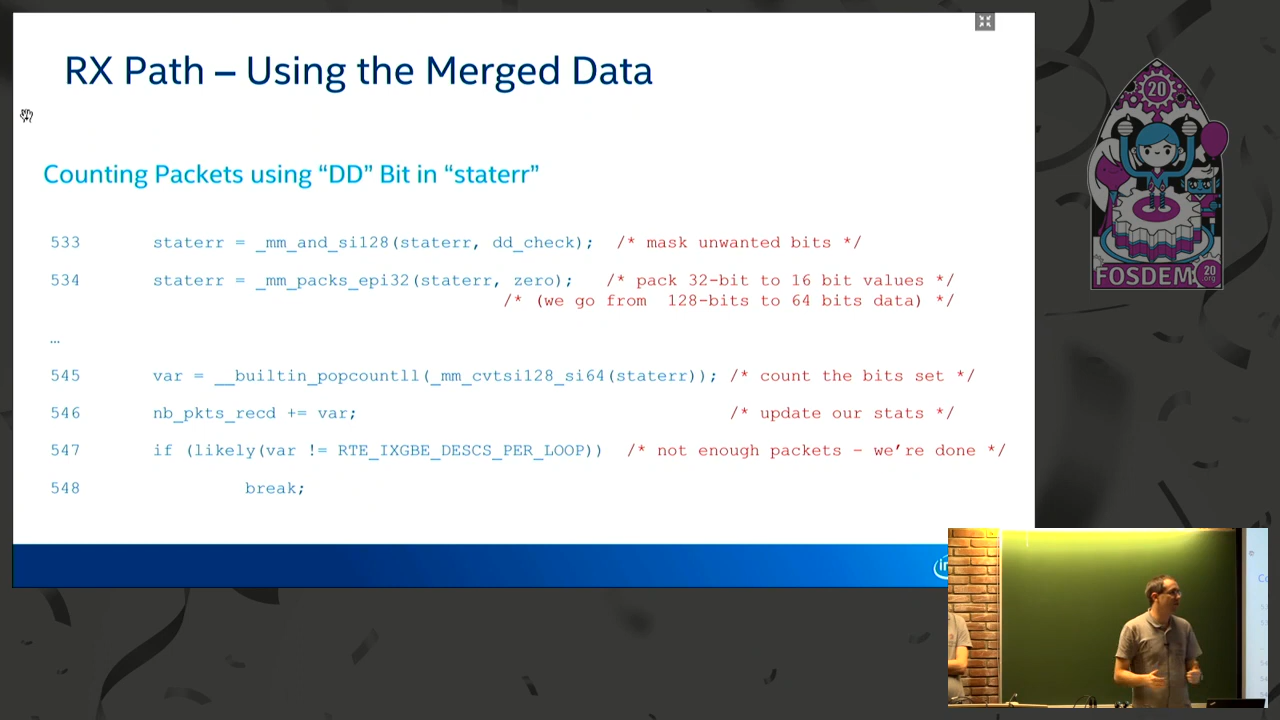 RX Path – Using the Merged Data
Counting Packets using “DD” Bit in “staterr”
533 staterr = _mm_and_si128(staterr, dd_check); /* mask unwanted bits */
534 staterr = _mm_packs_epi32(staterr, zero); /* pack 32-bit to 16 bit values */
/* (we go from 128-bits to 64 bits data) */
…
545 var = __builtin_popcountll(_mm_cvtsi128_si64(staterr)); /* count the bits set */
546 nb_pkts_recd += var; /* update our stats */
547 if (likely(var != RTE_IXGBE_DESCS_PER_LOOP)) /* not enough packets – we’re done */
548 break;
20
FOSDEM 20
.org